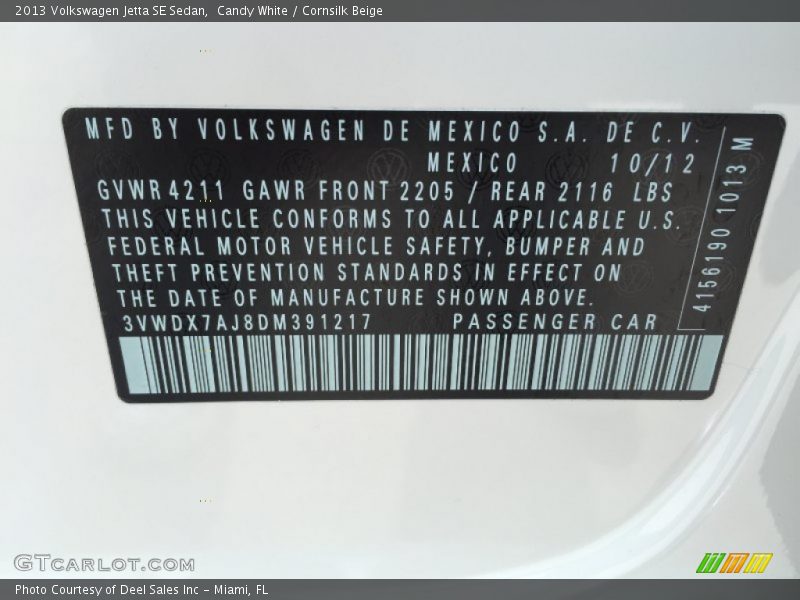 2013 Volkswagen Jetta SE Sedan,  Candy White / Cornsilk Beige
MFD BY VOLKSWAGEN DE MEXICO S.A. DE C.V.
MEXICO 10/12
GVWR 4211 GAWR FRONT 2205 / REAR 2116 LBS
THIS VEHICLE CONFORMS TO ALL APPLICABLE U.S.
FEDERAL MOTOR VEHICLE SAFETY, BUMPER AND
THEFT PREVENTION STANDARDS IN EFFECT ON
THE DATE OF MANUFACTURE SHOWN ABOVE.
3VWDX7AJ8DM391217 PASSENGER CAR
4156190 1013 M
GTcarlot.com
Photo Courtesy of Deel Sales Inc – Miami, FL